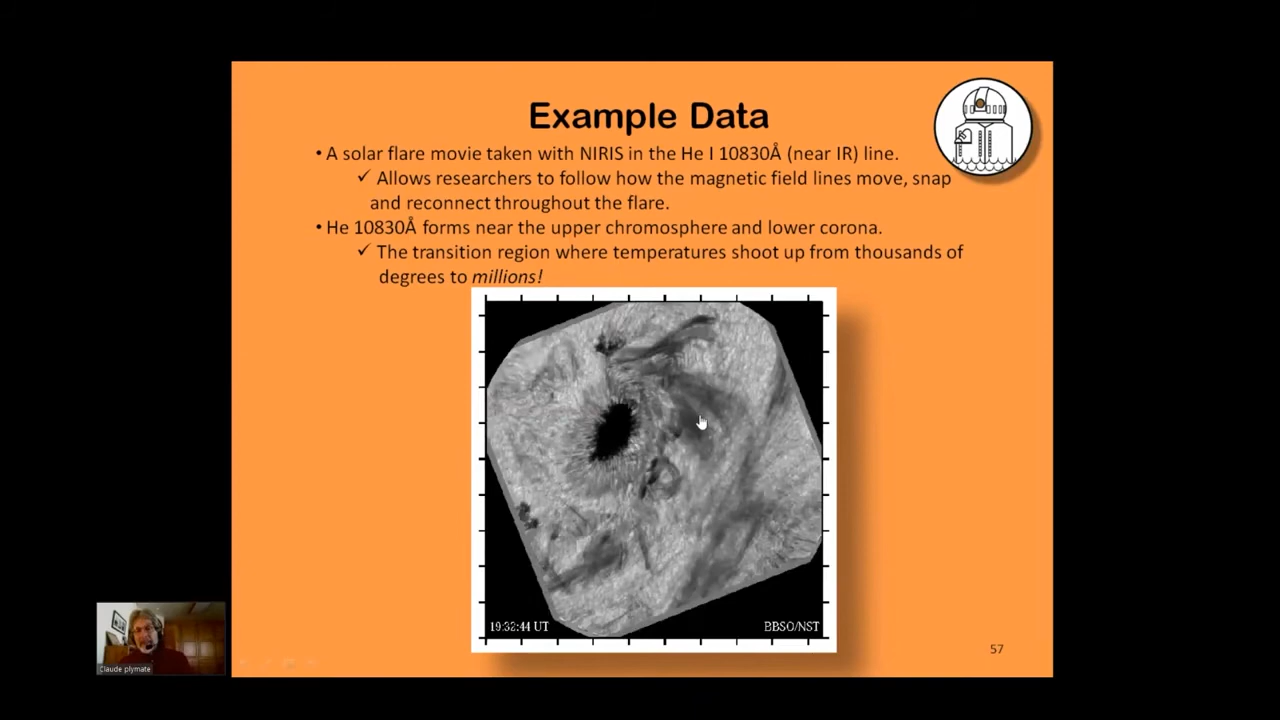 Example Data
• A solar flare movie taken with NIRIS in the He I 10830Å (near IR) line.
✓ Allows researchers to follow how the magnetic field lines move, snap
and reconnect throughout the flare.
• He 10830Å forms near the upper chromosphere and lower corona.
✓ The transition region where temperatures shoot up from thousands of
degrees to millions!
19:32:44 UT
BBSO/NST
57
Claude plymate